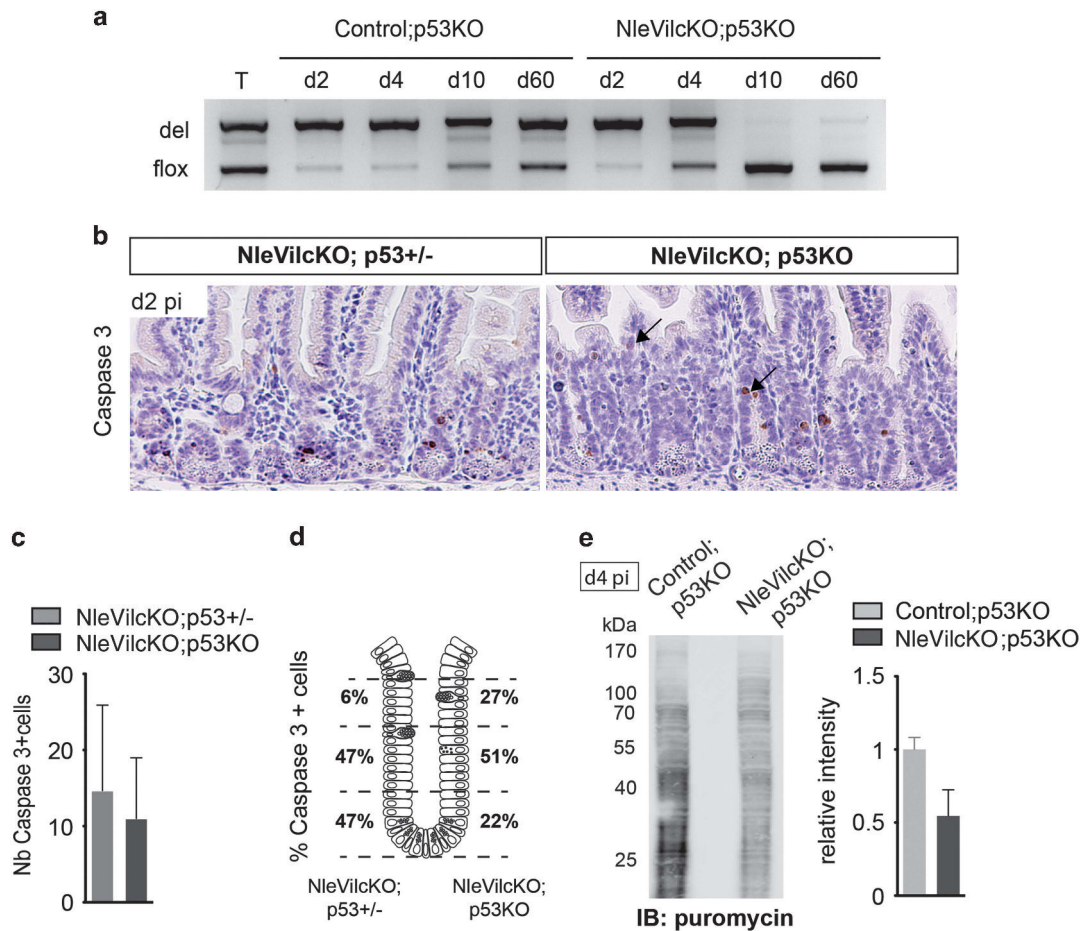 a
Control;p53KO NleVilcKO;p53KO
T d2 d4 d10 d60 d2 d4 d10 d60
del
flox
b
NleVilcKO; p53+/- NleVilcKO; p53KO
d2 pi
Caspase 3
c
NleVilcKO;p53+/-
NleVilcKO;p53KO
30
20
10
0
Nb Caspase 3+cells
d
% Caspase 3 + cells
6% 27%
47% 51%
47% 22%
NleVilcKO; p53+/-
NleVilcKO; p53KO
e
d4 pi
Control; p53KO
NleVilcKO; p53KO
kDa
170
100
70
55
40
25
IB: puromycin
Control;p53KO
NleVilcKO;p53KO
1.5
1
0.5
0
relative intensity